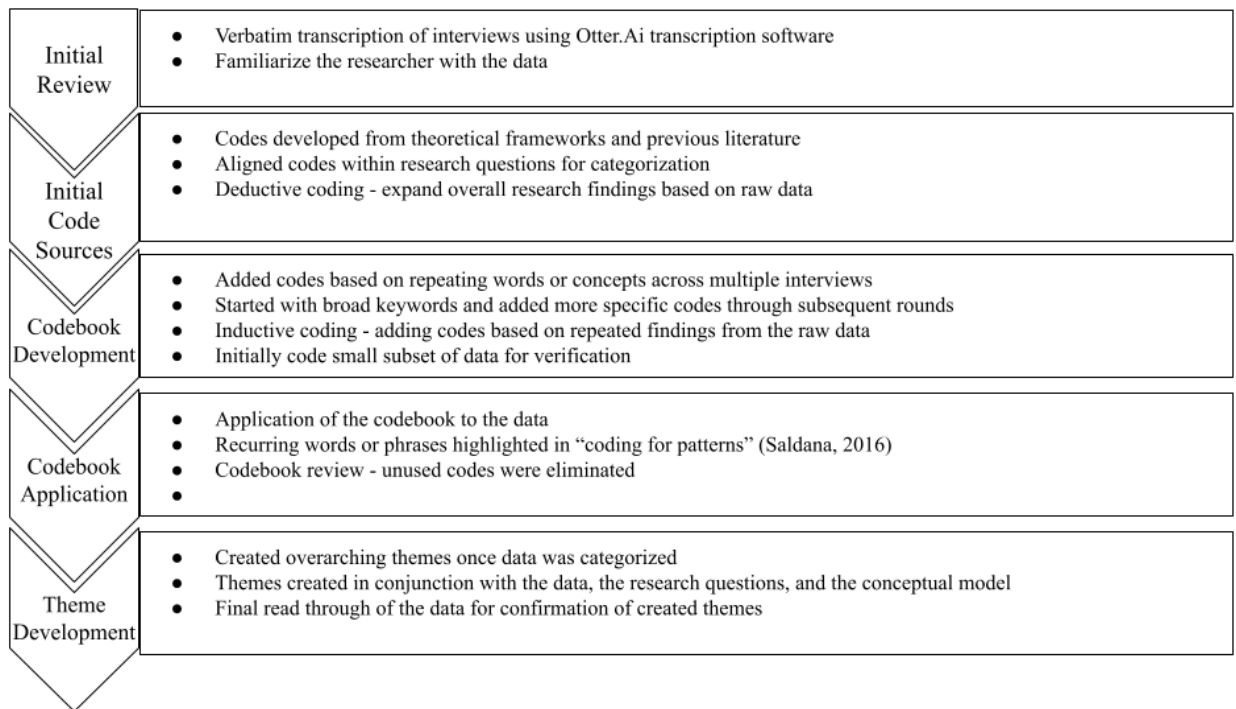 Initial
Review
● Verbatim transcription of interviews using Otter.Ai transcription software
● Familiarize the researcher with the data
Initial
Code
Sources
● Codes developed from theoretical frameworks and previous literature
● Aligned codes within research questions for categorization
● Deductive coding - expand overall research findings based on raw data
Codebook
Development
● Added codes based on repeating words or concepts across multiple interviews
● Started with broad keywords and added more specific codes through subsequent rounds
● Inductive coding - adding codes based on repeated findings from the raw data
● Initially code small subset of data for verification
Codebook
Application
● Application of the codebook to the data
● Recurring words or phrases highlighted in “coding for patterns” (Saldana, 2016)
● Codebook review - unused codes were eliminated
●
Theme
Development
● Created overarching themes once data was categorized
● Themes created in conjunction with the data, the research questions, and the conceptual model
● Final read through of the data for confirmation of created themes